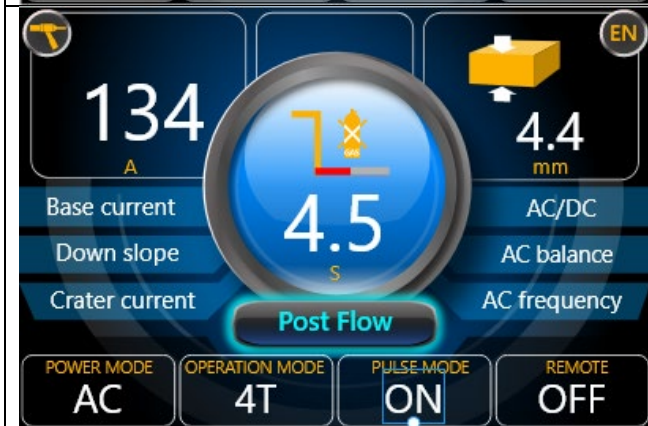 EN
134
A
4.4
mm
GAS
4.5
S
Base current
Down slope
Crater current
AC/DC
AC balance
AC frequency
Post Flow
POWER MODE
AC
OPERATION MODE
4T
PULSE MODE
ON
REMOTE
OFF